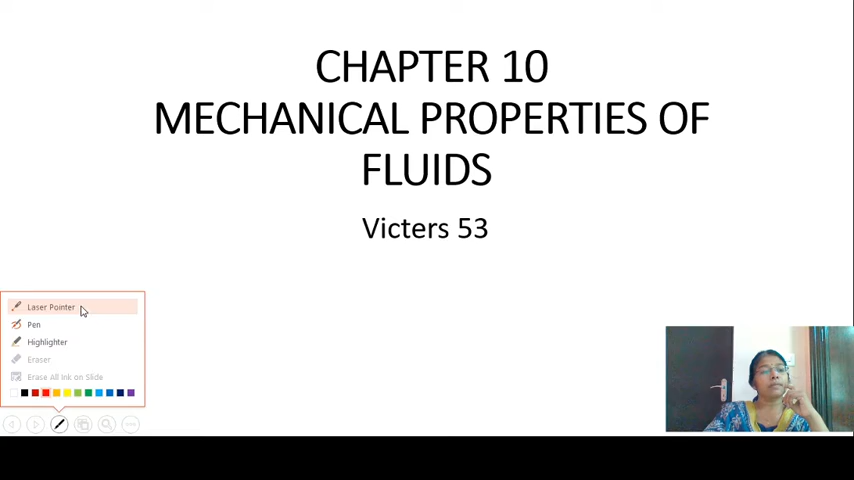 CHAPTER 10
MECHANICAL PROPERTIES OF
FLUIDS
Victers 53
Laser Pointer
Pen
Highlighter
Eraser
Erase All Ink on Slide